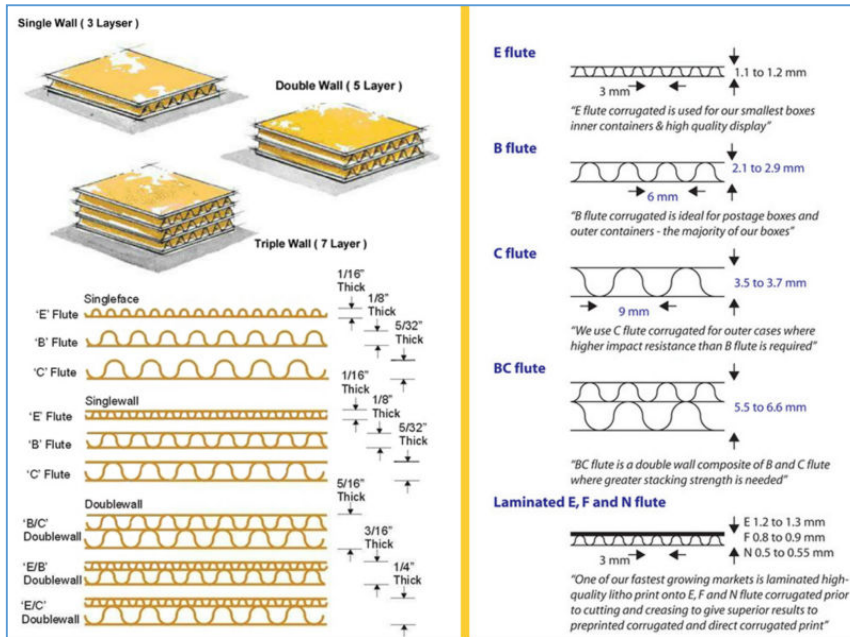 Single Wall ( 3 Layser )
Double Wall ( 5 Layer )
Triple Wall ( 7 Layer )
Singleface
1/16”
Thick
1/8”
Thick
5/32”
Thick
‘E’ Flute
‘B’ Flute
‘C’ Flute
Singlewall
1/16”
Thick
1/8”
Thick
5/32”
Thick
‘E’ Flute
‘B’ Flute
‘C’ Flute
Doublewall
5/16”
Thick
3/16”
Thick
1/4”
Thick
‘B/C’
Doublewall
‘E/B’
Doublewall
‘E/C’
Doublewall
E flute
1.1 to 1.2 mm
3 mm
“E flute corrugated is used for our smallest boxes
inner containers & high quality display”
B flute
2.1 to 2.9 mm
6 mm
“B flute corrugated is ideal for postage boxes and
outer containers - the majority of our boxes”
C flute
3.5 to 3.7 mm
9 mm
“We use C flute corrugated for outer cases where
higher impact resistance than B flute is required”
BC flute
5.5 to 6.6 mm
“BC flute is a double wall composite of B and C flute
where greater stacking strength is needed”
Laminated E, F and N flute
E 1.2 to 1.3 mm
F 0.8 to 0.9 mm
N 0.5 to 0.55 mm
3 mm
“One of our fastest growing markets is laminated high-
quality litho print onto E, F and N flute corrugated prior
to cutting and creasing to give superior results to
preprinted corrugated and direct corrugated print”